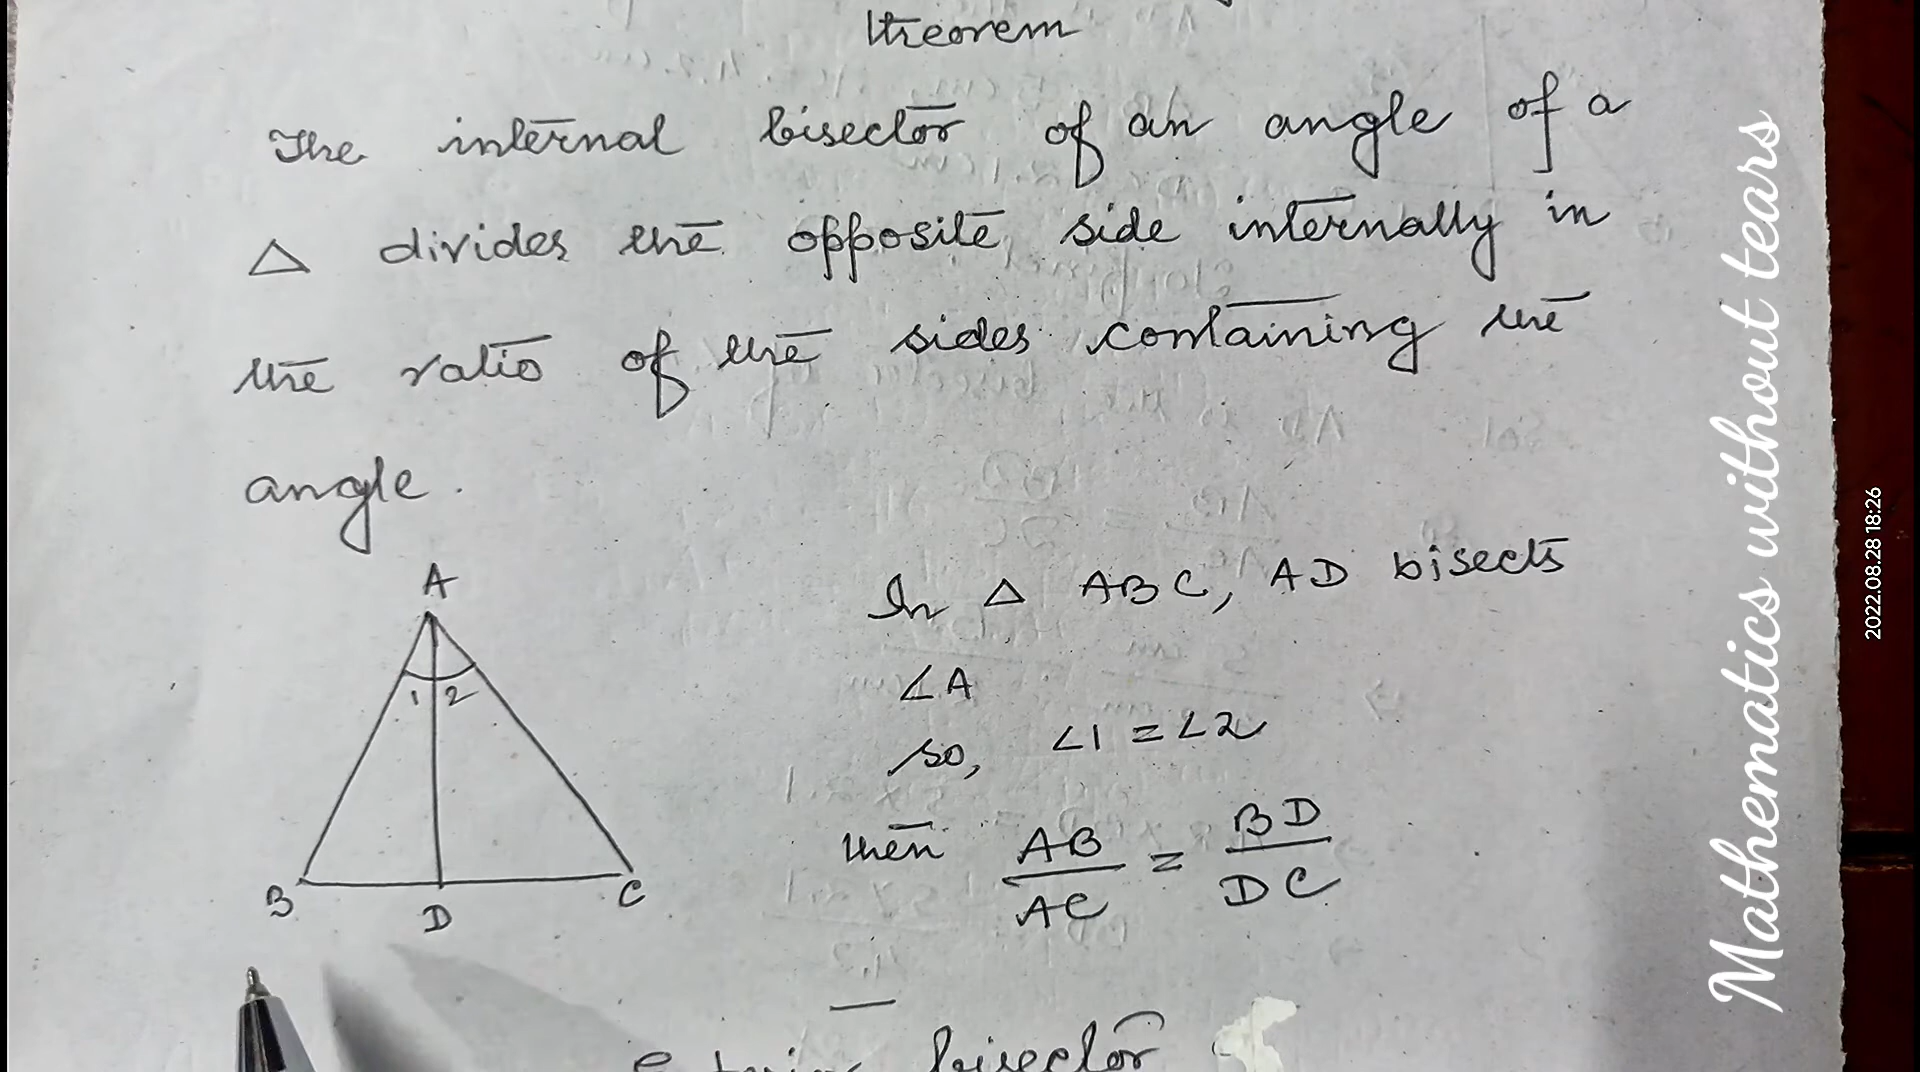 theorem
The internal bisector of an angle of a
△ divides the opposite side internally in
the ratio of the sides containing the
angle.
A
1 2
B D C
In △ ABC, AD bisects
∠A
so, ∠1 = ∠2
then AB/AC = BD/DC
bisector
Mathematics without tears
2022.08.28 18:26